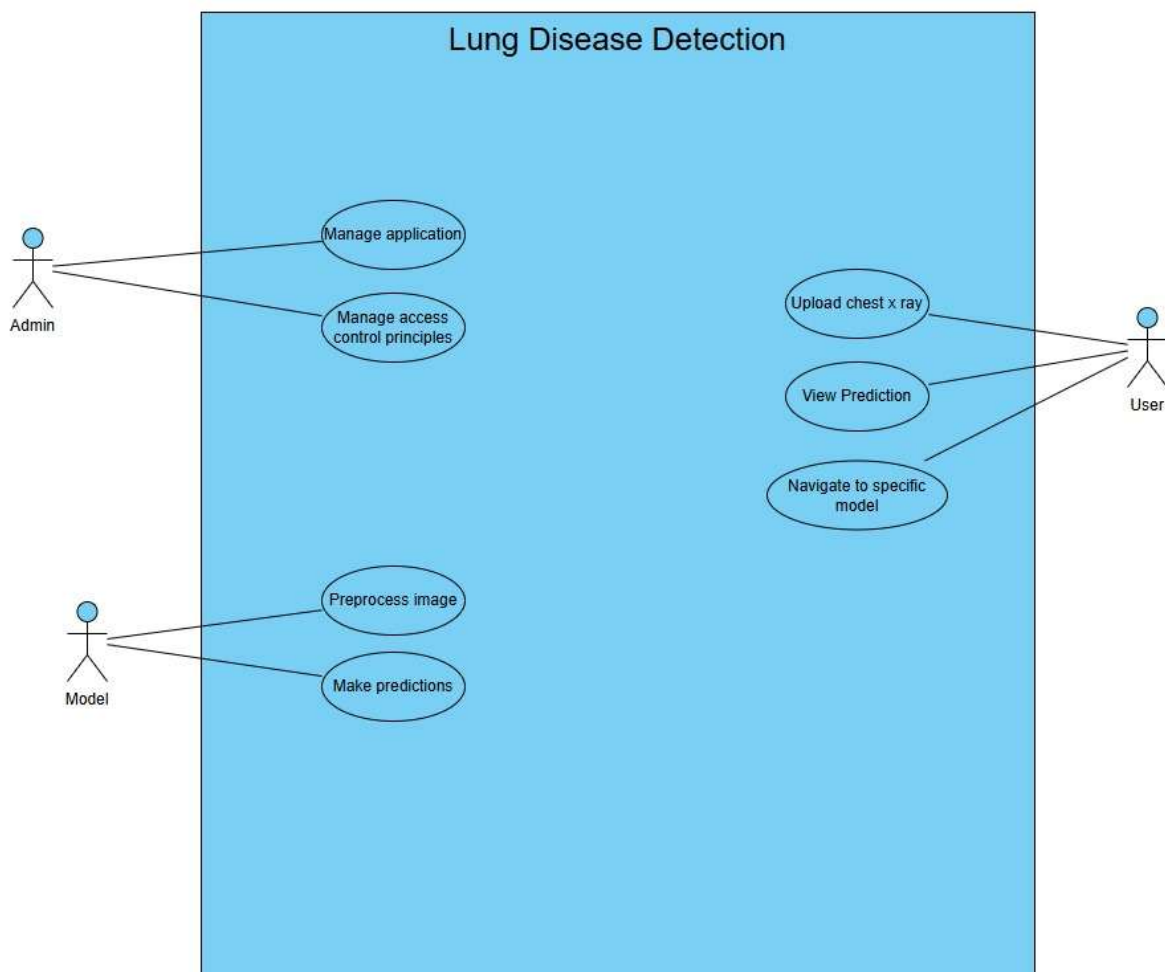 Lung Disease Detection
Manage application
Admin
Manage access
control principles
Upload chest x ray
View Prediction
User
Navigate to specific
model
Preprocess image
Model
Make predictions